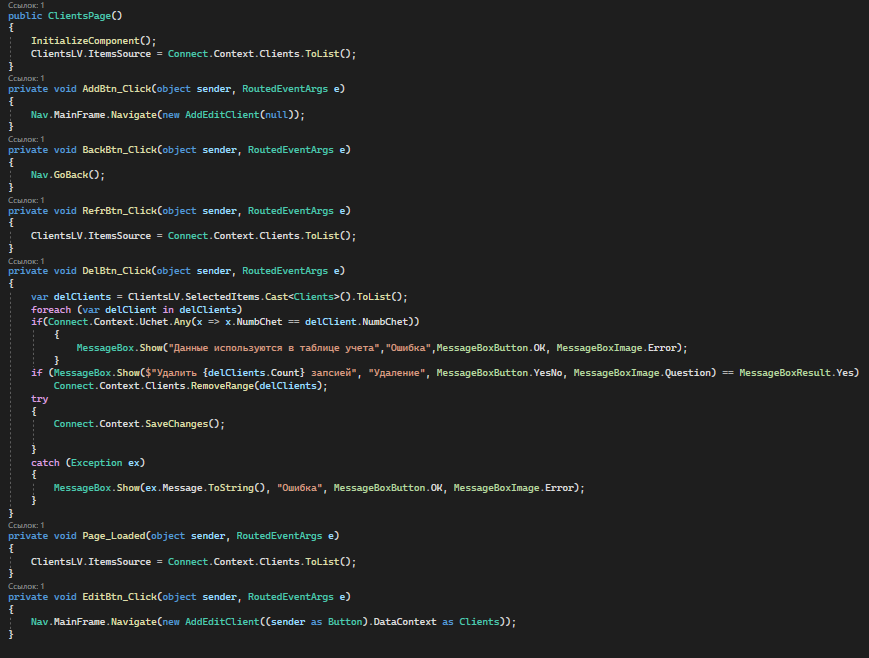 Ссылок: 1
public ClientsPage()
{
InitializeComponent();
ClientsLV.ItemsSource = Connect.Context.Clients.ToList();
}
Ссылок: 1
private void AddBtn_Click(object sender, RoutedEventArgs e)
{
Nav.MainFrame.Navigate(new AddEditClient(null));
}
Ссылок: 1
private void BackBtn_Click(object sender, RoutedEventArgs e)
{
Nav.GoBack();
}
Ссылок: 1
private void RefrBtn_Click(object sender, RoutedEventArgs e)
{
ClientsLV.ItemsSource = Connect.Context.Clients.ToList();
}
Ссылок: 1
private void DelBtn_Click(object sender, RoutedEventArgs e)
{
var delClients = ClientsLV.SelectedItems.Cast<Clients>().ToList();
foreach (var delClient in delClients)
if(Connect.Context.Uchet.Any(x => x.NumbChet == delClient.NumbChet))
{
MessageBox.Show("Данные используются в таблице учета","Ошибка",MessageBoxButton.OK, MessageBoxImage.Error);
}
if (MessageBox.Show($"Удалить {delClients.Count} запсией", "Удаление", MessageBoxButton.YesNo, MessageBoxImage.Question) == MessageBoxResult.Yes)
Connect.Context.Clients.RemoveRange(delClients);
try
{
Connect.Context.SaveChanges();
}
catch (Exception ex)
{
MessageBox.Show(ex.Message.ToString(), "Ошибка", MessageBoxButton.OK, MessageBoxImage.Error);
}
}
Ссылок: 1
private void Page_Loaded(object sender, RoutedEventArgs e)
{
ClientsLV.ItemsSource = Connect.Context.Clients.ToList();
}
Ссылок: 1
private void EditBtn_Click(object sender, RoutedEventArgs e)
{
Nav.MainFrame.Navigate(new AddEditClient((sender as Button).DataContext as Clients));
}